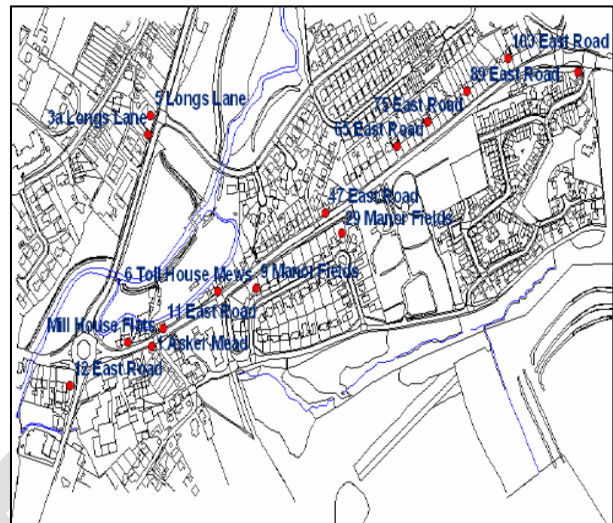 103 East Road
89 East Road
5 Longs Lane
75 East Road
3a Longs Lane
65 East Road
47 East Road
29 Manor Fields
6 Toll House Mews
9 Manor Fields
11 East Road
Mill House Flats
1 Asker Mead
12 East Road